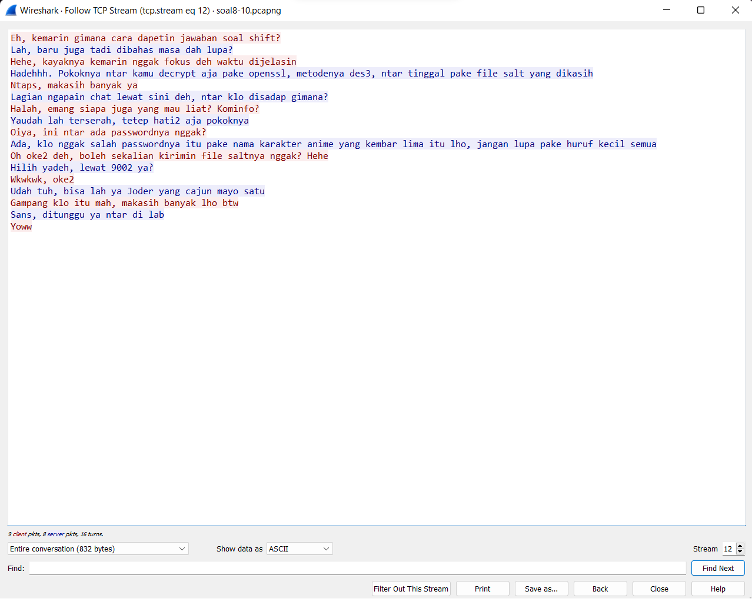 Wireshark · Follow TCP Stream (tcp.stream eq 12) · soal8-10.pcapng
Eh, kemarin gimana cara dapetin jawaban soal shift?
Lah, baru juga tadi dibahas masa dah lupa?
Hehe, kayaknya kemarin nggak fokus deh waktu dijelasin
Hadehhh. Pokoknya ntar kamu decrypt aja pake openssl, metodenya des3, ntar tinggal pake file salt yang dikasih
Ntaps, makasih banyak ya
Lagian ngapain chat lewat sini deh, ntar klo disadap gimana?
Halah, emang siapa juga yang mau liat? Kominfo?
Yaudah lah terserah, tetep hati2 aja pokoknya
Oiya, ini ntar ada passwordnya nggak?
Ada, klo nggak salah passwordnya itu pake nama karakter anime yang kembar lima itu lho, jangan lupa pake huruf kecil semua
Oh oke2 deh, boleh sekalian kirimin file saltnya nggak? Hehe
Hilih yadeh, lewat 9002 ya?
Wkwkwk, oke2
Udah tuh, bisa lah ya Joder yang cajun mayo satu
Gampang klo itu mah, makasih banyak lho btw
Sans, ditunggu ya ntar di lab
Yoww
client pkts, 8 server pkts, 16 turns.
Entire conversation (832 bytes) Show data as ASCII Stream 12
Find: Find Next
Filter Out This Stream Print Save as... Back Close Help